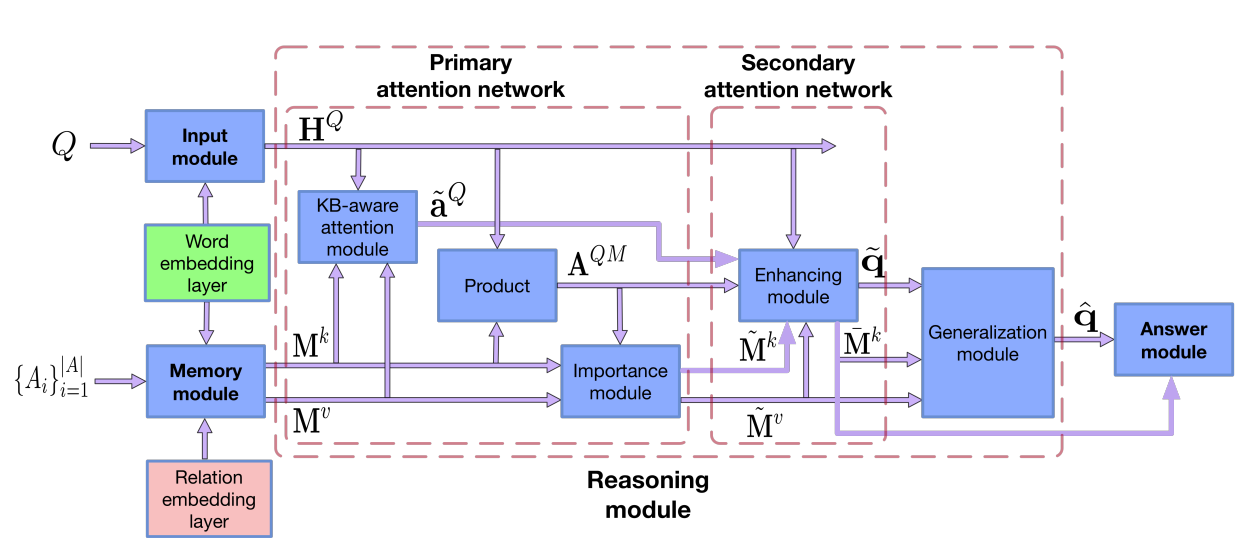 Primary
attention network
Secondary
attention network
Q
Input
module
H^Q
KB-aware
attention
module
ã^Q
Word
embedding
layer
Product
A^{QM}
Enhancing
module
q̃
Generalization
module
q̂
Answer
module
{A_i}_{i=1}^{|A|}
Memory
module
M^k
M^v
Importance
module
M̃^k
M̄^k
M̃^v
Relation
embedding
layer
Reasoning
module